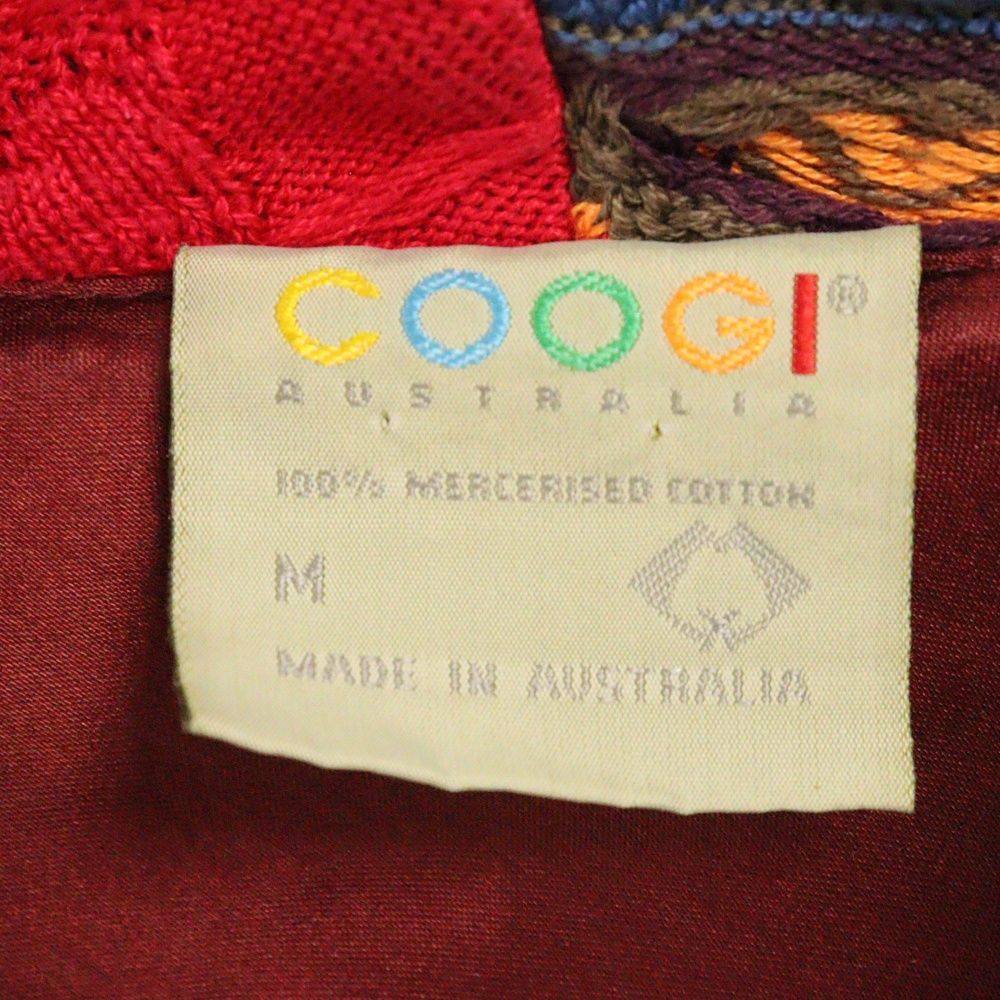 COOGI®
AUSTRALIA
100% MERCERISED COTTON
M
MADE IN AUSTRALIA